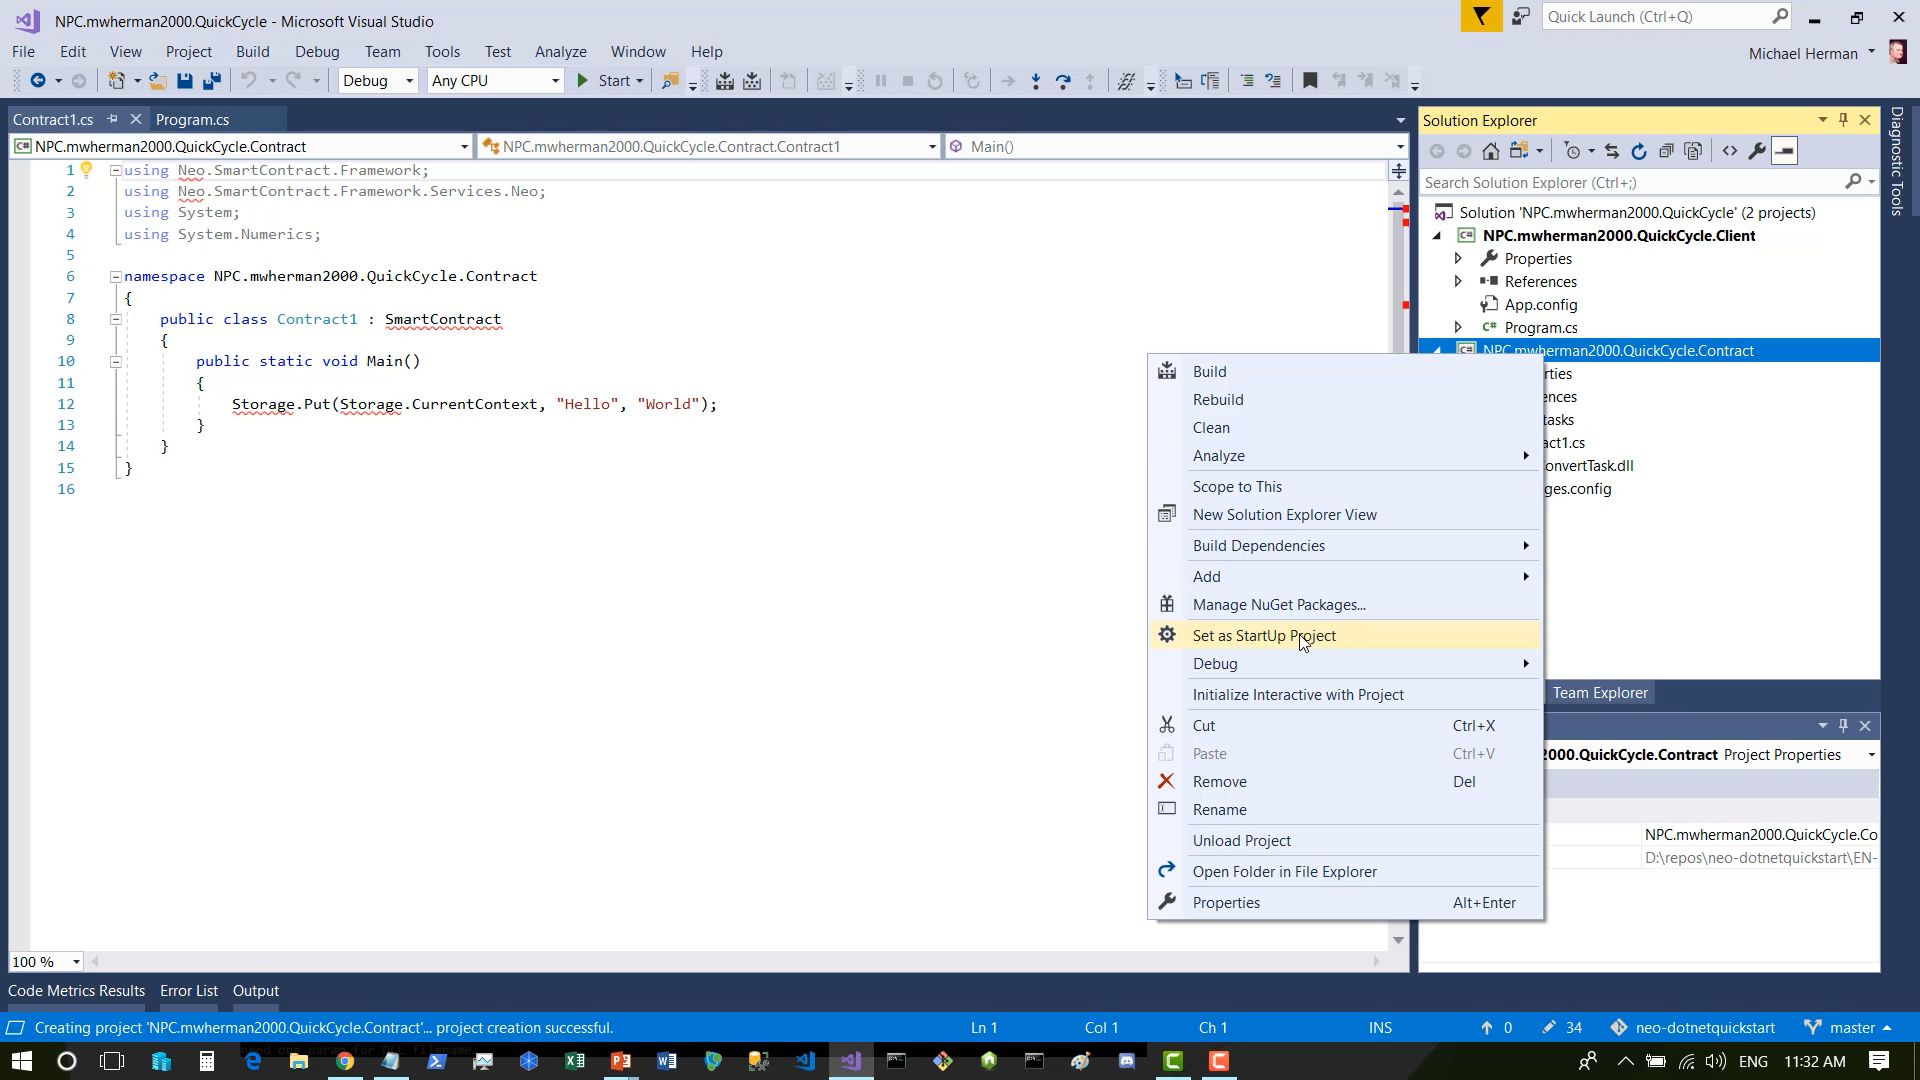 NPC.mwherman2000.QuickCycle - Microsoft Visual Studio
Quick Launch (Ctrl+Q)
File Edit View Project Build Debug Team Tools Test Analyze Window Help
Michael Herman
Debug Any CPU Start
Contract1.cs Program.cs
NPC.mwherman2000.QuickCycle.Contract NPC.mwherman2000.QuickCycle.Contract.Contract1 Main()
1 using Neo.SmartContract.Framework;
2 using Neo.SmartContract.Framework.Services.Neo;
3 using System;
4 using System.Numerics;
5
6 namespace NPC.mwherman2000.QuickCycle.Contract
7 {
8 public class Contract1 : SmartContract
9 {
10 public static void Main()
11 {
12 Storage.Put(Storage.CurrentContext, "Hello", "World");
13 }
14 }
15 }
16
100 %
Solution Explorer
Search Solution Explorer (Ctrl+;)
Solution 'NPC.mwherman2000.QuickCycle' (2 projects)
C# NPC.mwherman2000.QuickCycle.Client
Properties
References
App.config
C# Program.cs
C# NPC.mwherman2000.QuickCycle.Contract
rties
ences
tasks
act1.cs
onvertTask.dll
ges.config
Build
Rebuild
Clean
Analyze
Scope to This
New Solution Explorer View
Build Dependencies
Add
Manage NuGet Packages...
Set as StartUp Project
Debug
Initialize Interactive with Project
Cut Ctrl+X
Paste Ctrl+V
Remove Del
Rename
Unload Project
Open Folder in File Explorer
Properties Alt+Enter
Team Explorer
2000.QuickCycle.Contract Project Properties
NPC.mwherman2000.QuickCycle.Co
D:\repos\neo-dotnetquickstart\EN-
Diagnostic Tools
Code Metrics Results Error List Output
Creating project 'NPC.mwherman2000.QuickCycle.Contract'... project creation successful.
Ln 1 Col 1 Ch 1 INS 0 34 neo-dotnetquickstart master
need one param for DLL filename
ENG 11:32 AM